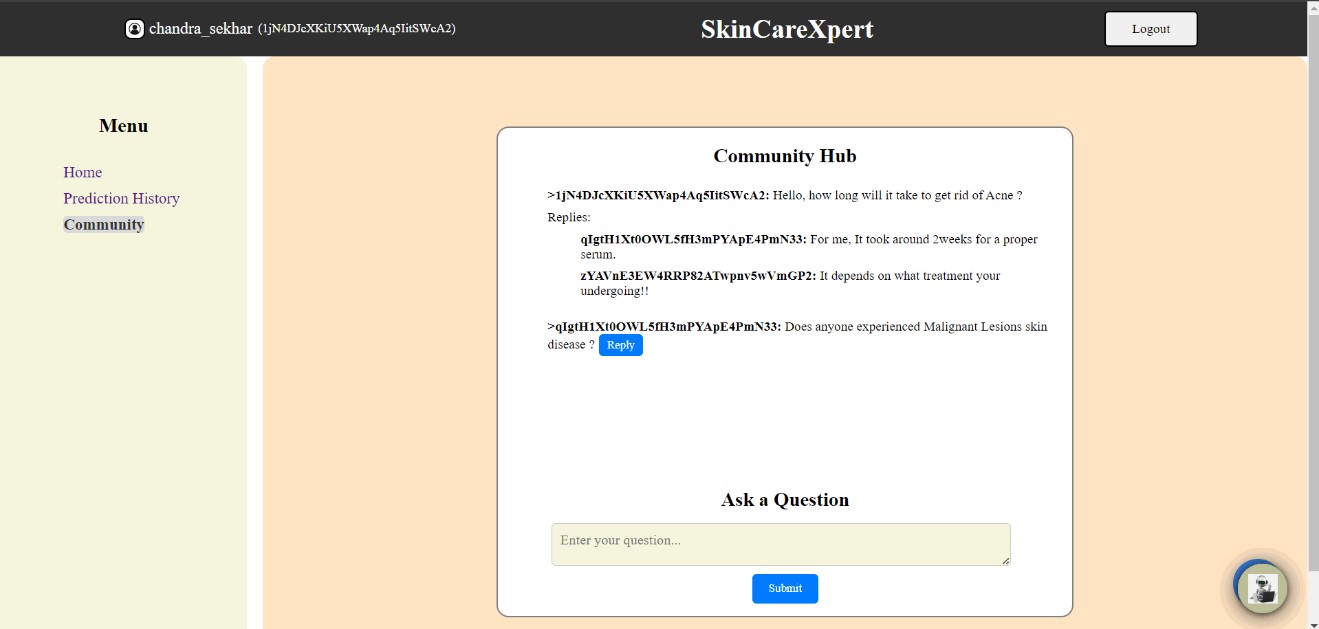 chandra_sekhar (1jN4DJcXKiU5XWap4Aq5IitSWcA2)
SkinCareXpert
Logout
Menu
Home
Prediction History
Community
Community Hub
>1jN4DJcXKiU5XWap4Aq5IitSWcA2: Hello, how long will it take to get rid of Acne ?
Replies:
qIgtH1Xt0OWL5fH3mPYApE4PmN33: For me, It took around 2weeks for a proper
serum.
zYAVnE3EW4RRP82ATwpnv5wVmGP2: It depends on what treatment your
undergoing!!
>qIgtH1Xt0OWL5fH3mPYApE4PmN33: Does anyone experienced Malignant Lesions skin
disease ? Reply
Ask a Question
Enter your question...
Submit